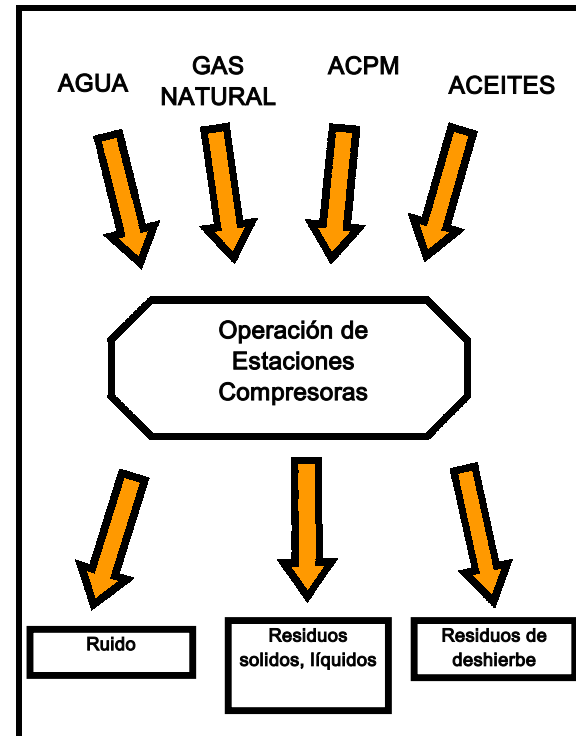 AGUA
GAS
NATURAL
ACPM
ACEITES
Operación de
Estaciones
Compresoras
Ruido
Residuos
solidos, líquidos
Residuos de
deshierbe